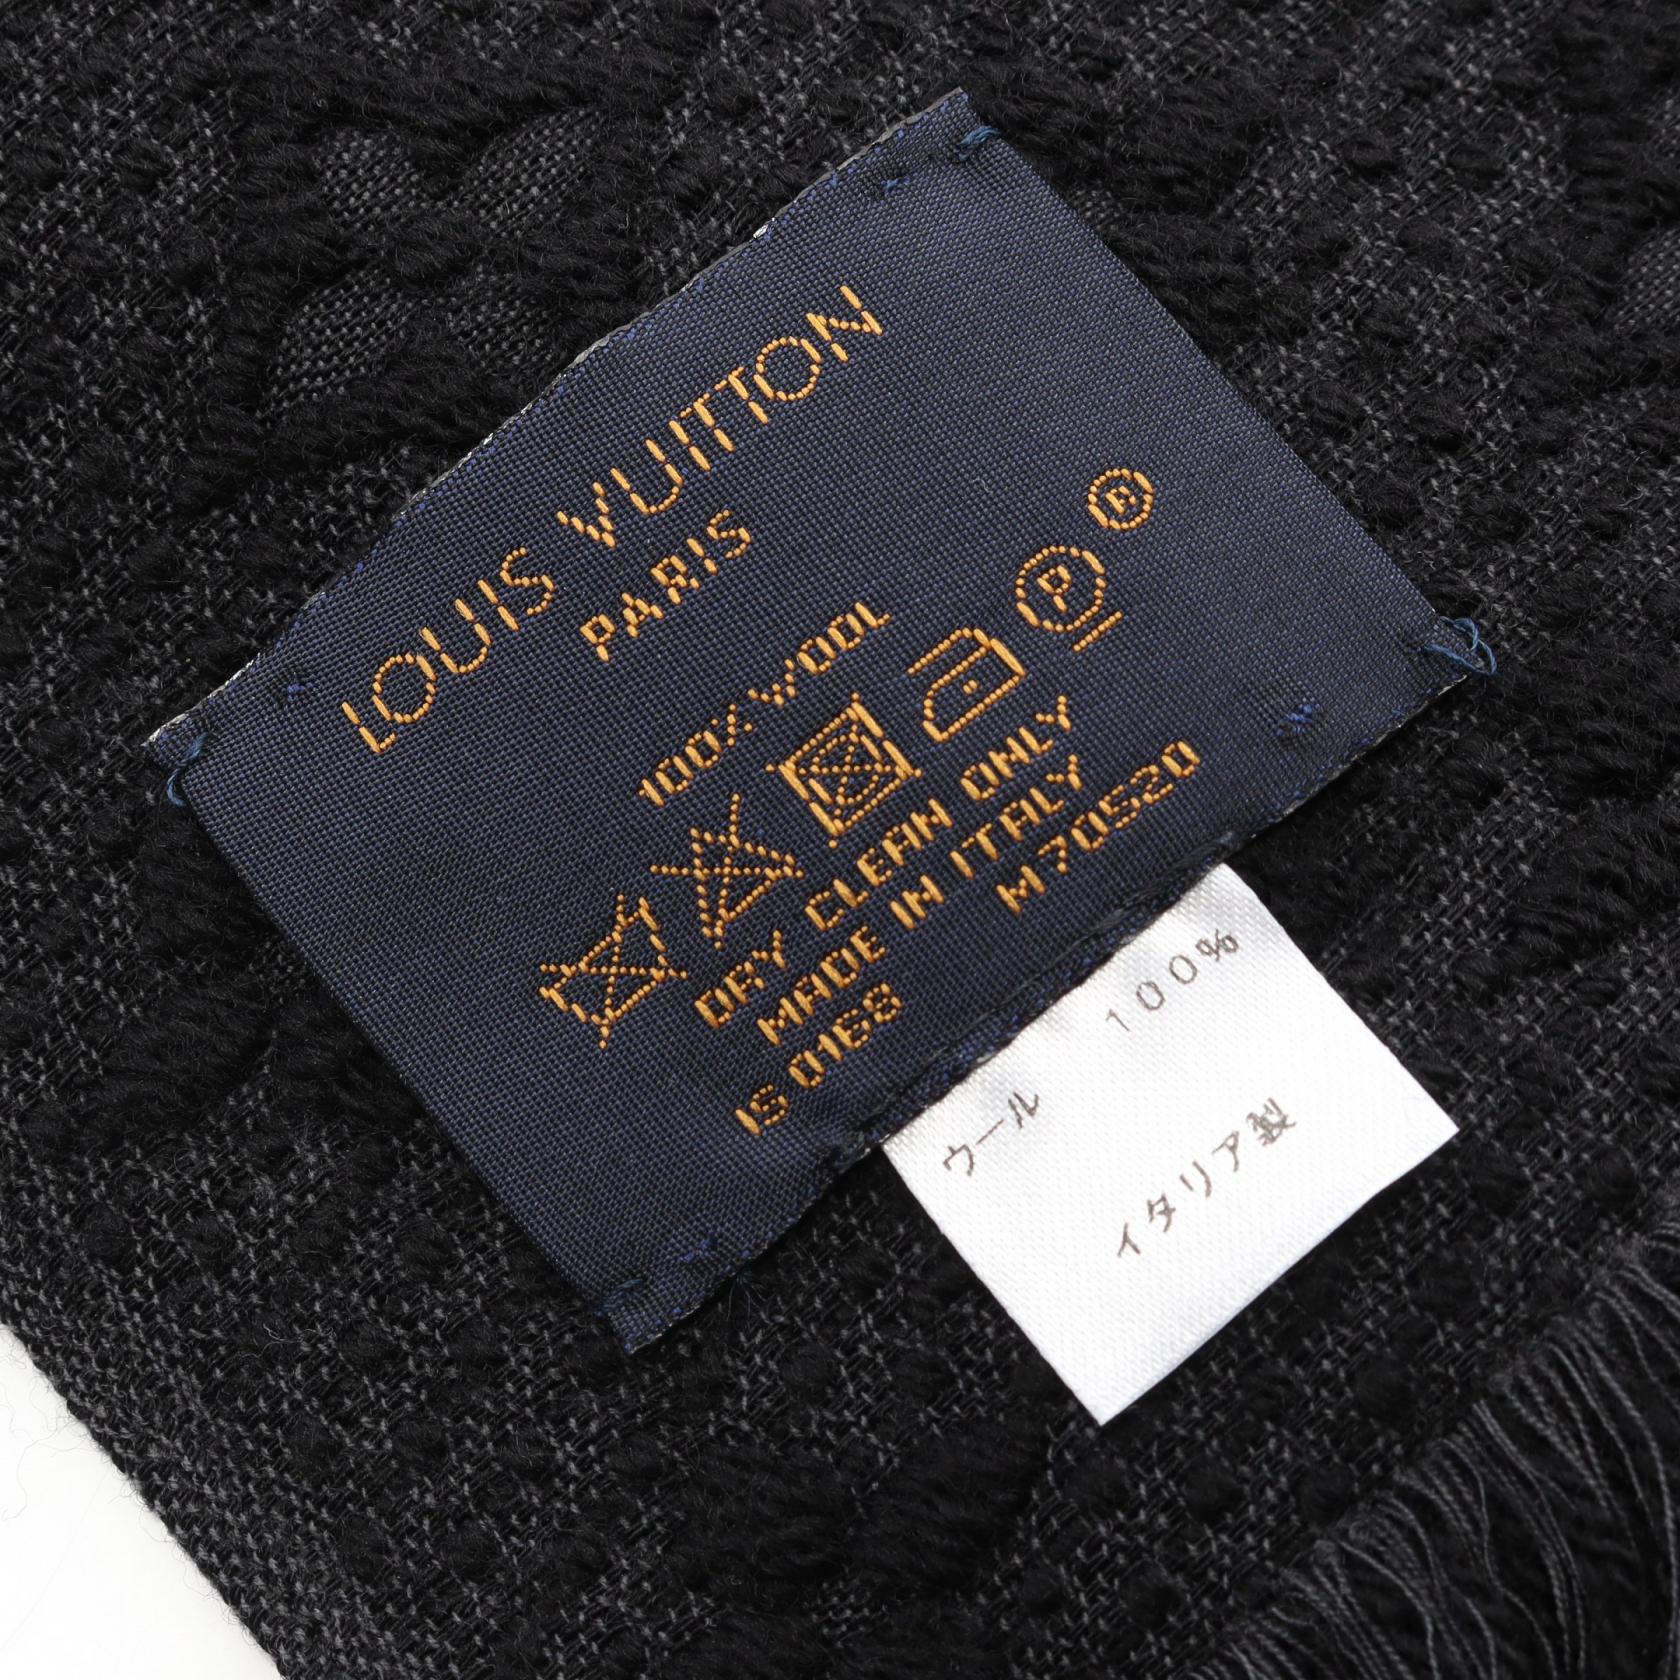 LOUIS VUITTON ®
PARIS
100% WOOL
P
DRY CLEAN ONLY
MADE IN ITALY
IS 0168 M70520
ウール 100%
イタリア製